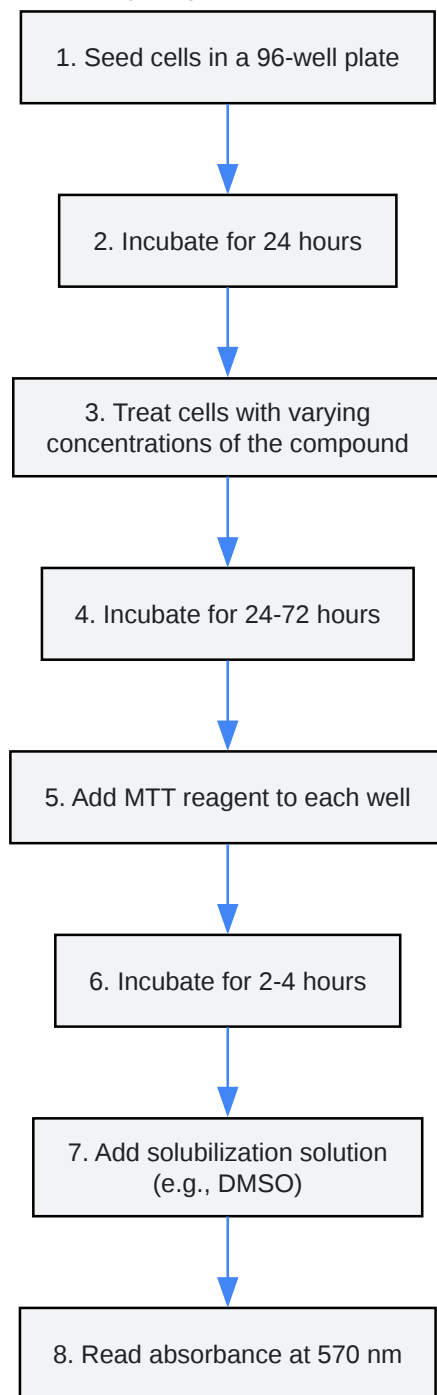 1. Seed cells in a 96-well plate
2. Incubate for 24 hours
3. Treat cells with varying
concentrations of the compound
4. Incubate for 24-72 hours
5. Add MTT reagent to each well
6. Incubate for 2-4 hours
7. Add solubilization solution
(e.g., DMSO)
8. Read absorbance at 570 nm